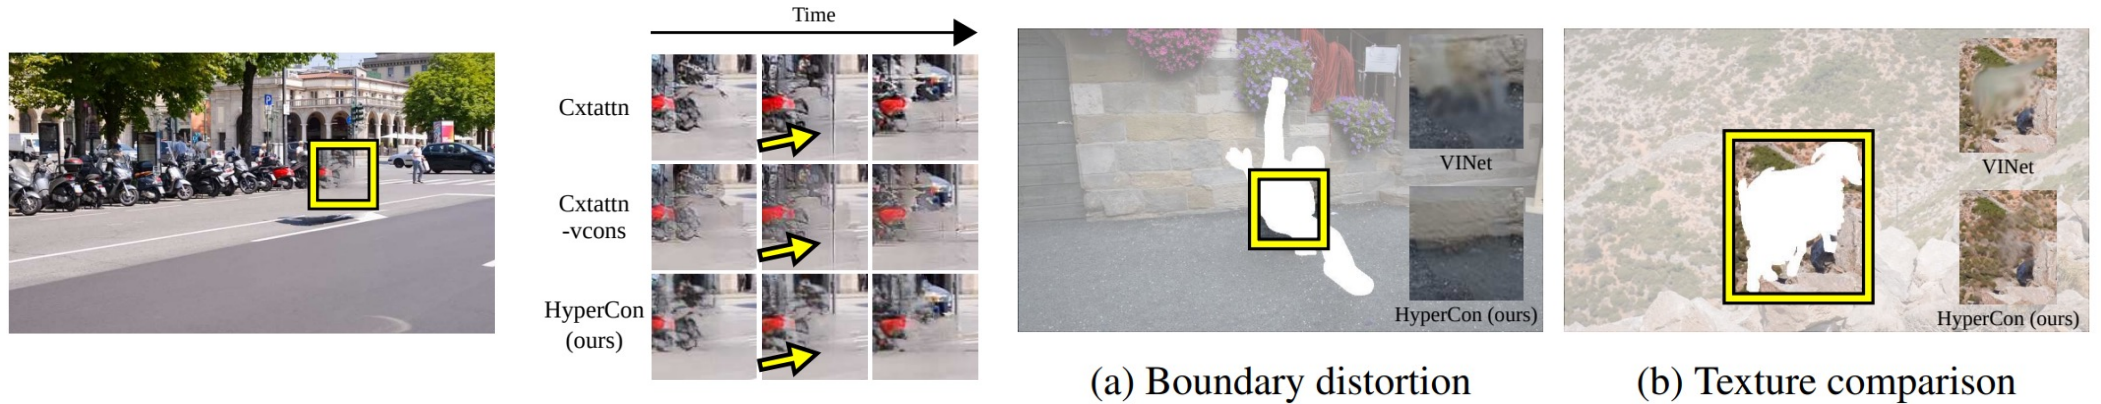 Time
Cxtattn
Cxtattn
-vcons
HyperCon
(ours)
VINet
HyperCon (ours)
VINet
HyperCon (ours)
(a) Boundary distortion
(b) Texture comparison